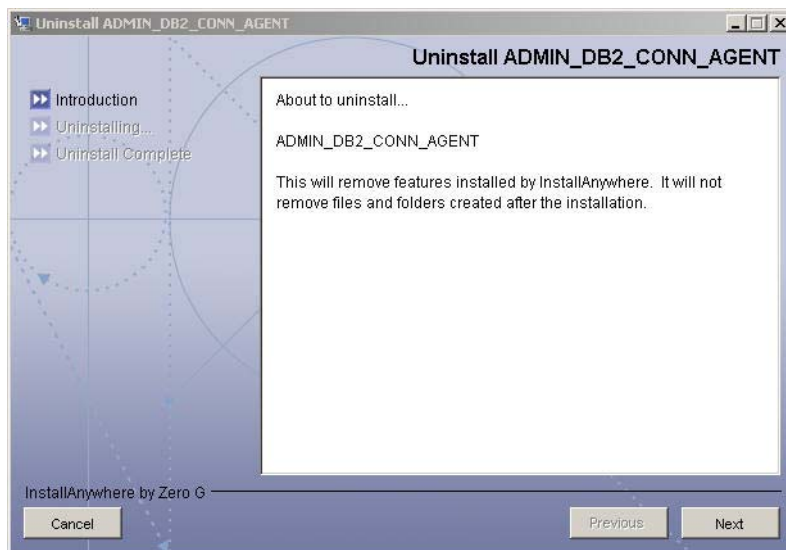 Uninstall ADMIN_DB2_CONN_AGENT
Uninstall ADMIN_DB2_CONN_AGENT
Introduction
Uninstalling...
Uninstall Complete
About to uninstall...
ADMIN_DB2_CONN_AGENT
This will remove features installed by InstallAnywhere. It will not
remove files and folders created after the installation.
InstallAnywhere by Zero G
Cancel
Previous
Next